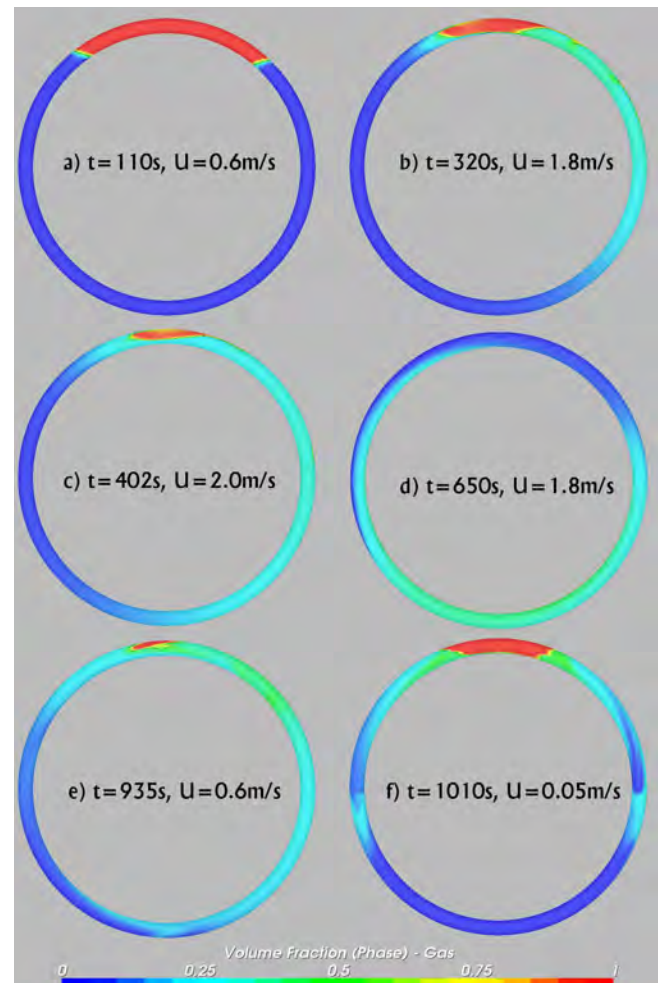 a) t=110s, U=0.6m/s
b) t=320s, U=1.8m/s
c) t=402s, U=2.0m/s
d) t=650s, U=1.8m/s
e) t=935s, U=0.6m/s
f) t=1010s, U=0.05m/s
Volume Fraction (Phase) - Gas
0 0.25 0.5 0.75 1